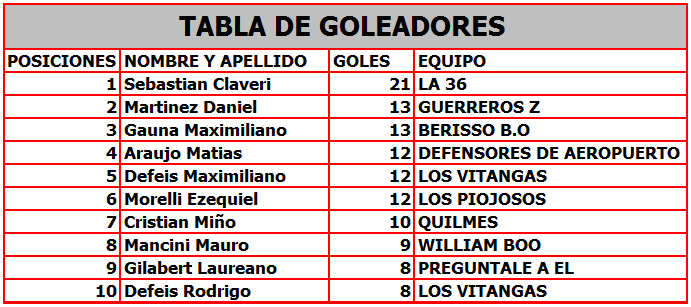 TABLA DE GOLEADORES
POSICIONES NOMBRE Y APELLIDO GOLES EQUIPO
1 Sebastian Claveri 21 LA 36
2 Martinez Daniel 13 GUERREROS Z
3 Gauna Maximiliano 13 BERISSO B.O
4 Araujo Matias 12 DEFENSORES DE AEROPUERTO
5 Defeis Maximiliano 12 LOS VITANGAS
6 Morelli Ezequiel 12 LOS PIOJOSOS
7 Cristian Miño 10 QUILMES
8 Mancini Mauro 9 WILLIAM BOO
9 Gilabert Laureano 8 PREGUNTALE A EL
10 Defeis Rodrigo 8 LOS VITANGAS